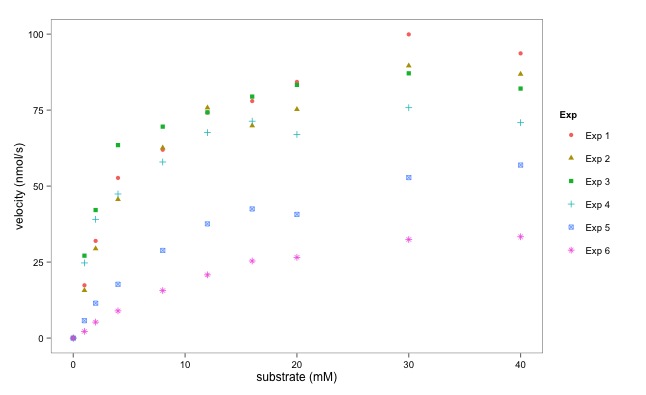 100
75
50
25
0
velocity (nmol/s)
0 10 20 30 40
substrate (mM)
Exp
Exp 1
Exp 2
Exp 3
Exp 4
Exp 5
Exp 6